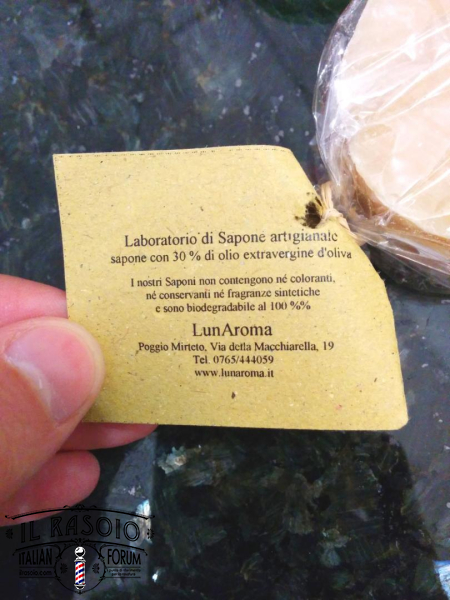 Laboratorio di Sapone artigianale
sapone con 30 % di olio extravergine d'oliva
I nostri Saponi non contengono né coloranti,
né conservanti né fragranze sintetiche
e sono biodegradabile al 100 %%
LunAroma
Poggio Mirteto, Via della Macchiarella, 19
Tel. 0765/444059
www.lunaroma.it
IL RASOIO
ITALIAN FORUM